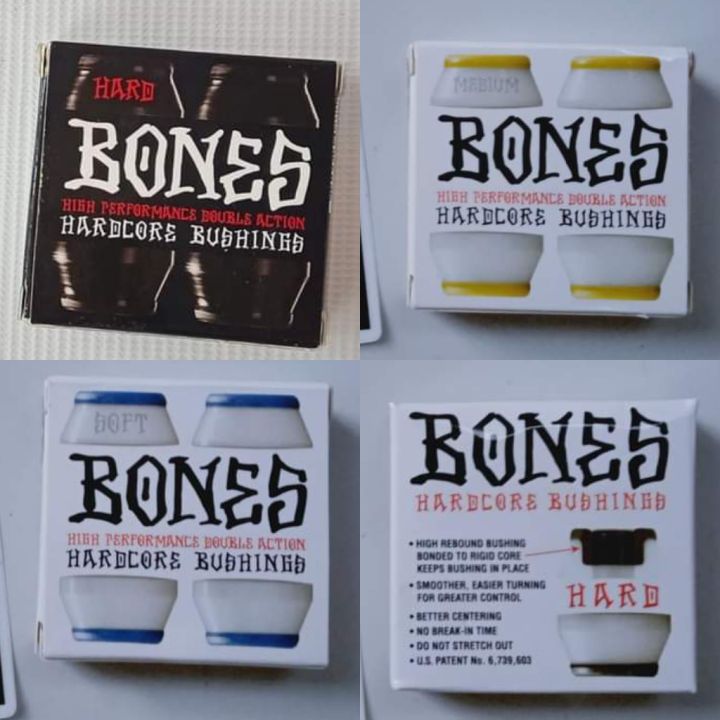 HARD
BONES
HIGH PERFORMANCE DOUBLE ACTION
HARDCORE BUSHINGS
MEDIUM
BONES
HIGH PERFORMANCE DOUBLE ACTION
HARDCORE BUSHINGS
SOFT
BONES
HIGH PERFORMANCE DOUBLE ACTION
HARDCORE BUSHINGS
BONES
HARDCORE BUSHINGS
• HIGH REBOUND BUSHING
BONDED TO RIGID CORE
KEEPS BUSHING IN PLACE
• SMOOTHER, EASIER TURNING
FOR GREATER CONTROL
• BETTER CENTERING
• NO BREAK-IN TIME
• DO NOT STRETCH OUT
• U.S. PATENT No. 6,739,603
HARD